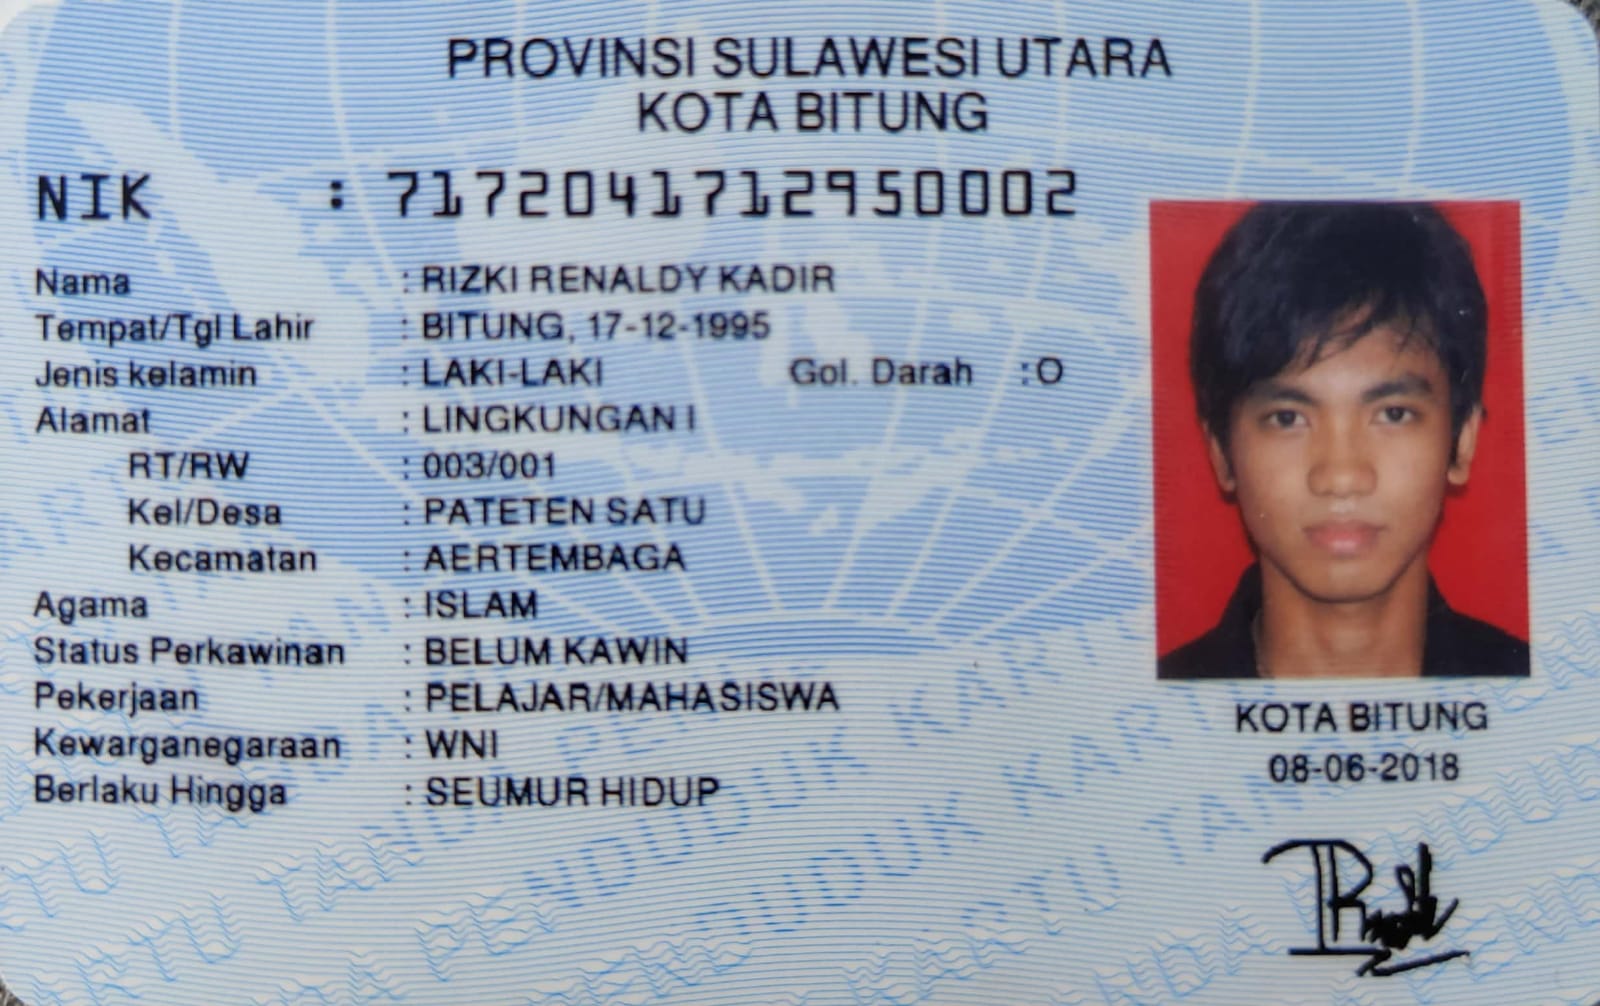 PROVINSI SULAWESI UTARA
KOTA BITUNG
NIK : 7172041712950002
Nama : RIZKI RENALDY KADIR
Tempat/Tgl Lahir : BITUNG, 17-12-1995
Jenis kelamin : LAKI-LAKI Gol. Darah : O
Alamat : LINGKUNGAN I
RT/RW : 003/001
Kel/Desa : PATETEN SATU
Kecamatan : AERTEMBAGA
Agama : ISLAM
Status Perkawinan : BELUM KAWIN
Pekerjaan : PELAJAR/MAHASISWA
Kewarganegaraan : WNI
Berlaku Hingga : SEUMUR HIDUP
KOTA BITUNG
08-06-2018